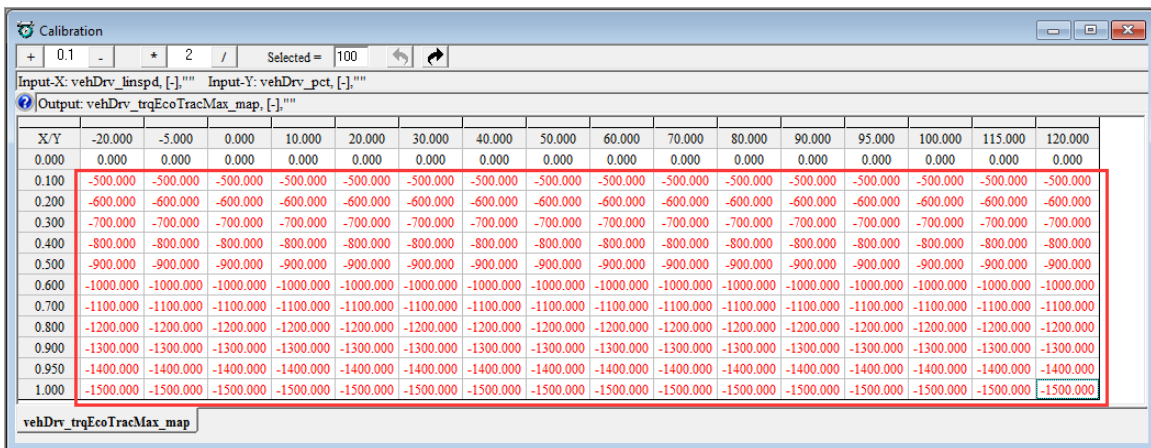 Calibration
+ 0.1 - * 2 / Selected = 100
Input-X: vehDrv_linspd, [-],"" Input-Y: vehDrv_pct, [-],""
Output: vehDrv_trqEcoTracMax_map, [-],""
X/Y -20.000 -5.000 0.000 10.000 20.000 30.000 40.000 50.000 60.000 70.000 80.000 90.000 95.000 100.000 115.000 120.000
0.000 0.000 0.000 0.000 0.000 0.000 0.000 0.000 0.000 0.000 0.000 0.000 0.000 0.000 0.000 0.000 0.000
0.100 -500.000 -500.000 -500.000 -500.000 -500.000 -500.000 -500.000 -500.000 -500.000 -500.000 -500.000 -500.000 -500.000 -500.000 -500.000 -500.000
0.200 -600.000 -600.000 -600.000 -600.000 -600.000 -600.000 -600.000 -600.000 -600.000 -600.000 -600.000 -600.000 -600.000 -600.000 -600.000 -600.000
0.300 -700.000 -700.000 -700.000 -700.000 -700.000 -700.000 -700.000 -700.000 -700.000 -700.000 -700.000 -700.000 -700.000 -700.000 -700.000 -700.000
0.400 -800.000 -800.000 -800.000 -800.000 -800.000 -800.000 -800.000 -800.000 -800.000 -800.000 -800.000 -800.000 -800.000 -800.000 -800.000 -800.000
0.500 -900.000 -900.000 -900.000 -900.000 -900.000 -900.000 -900.000 -900.000 -900.000 -900.000 -900.000 -900.000 -900.000 -900.000 -900.000 -900.000
0.600 -1000.000 -1000.000 -1000.000 -1000.000 -1000.000 -1000.000 -1000.000 -1000.000 -1000.000 -1000.000 -1000.000 -1000.000 -1000.000 -1000.000 -1000.000 -1000.000
0.700 -1100.000 -1100.000 -1100.000 -1100.000 -1100.000 -1100.000 -1100.000 -1100.000 -1100.000 -1100.000 -1100.000 -1100.000 -1100.000 -1100.000 -1100.000 -1100.000
0.800 -1200.000 -1200.000 -1200.000 -1200.000 -1200.000 -1200.000 -1200.000 -1200.000 -1200.000 -1200.000 -1200.000 -1200.000 -1200.000 -1200.000 -1200.000 -1200.000
0.900 -1300.000 -1300.000 -1300.000 -1300.000 -1300.000 -1300.000 -1300.000 -1300.000 -1300.000 -1300.000 -1300.000 -1300.000 -1300.000 -1300.000 -1300.000 -1300.000
0.950 -1400.000 -1400.000 -1400.000 -1400.000 -1400.000 -1400.000 -1400.000 -1400.000 -1400.000 -1400.000 -1400.000 -1400.000 -1400.000 -1400.000 -1400.000 -1400.000
1.000 -1500.000 -1500.000 -1500.000 -1500.000 -1500.000 -1500.000 -1500.000 -1500.000 -1500.000 -1500.000 -1500.000 -1500.000 -1500.000 -1500.000 -1500.000 -1500.000
vehDrv_trqEcoTracMax_map